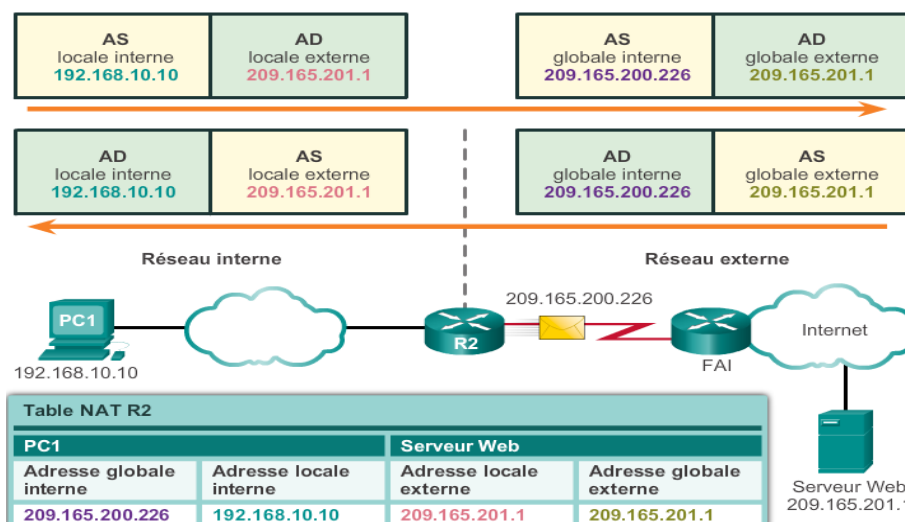 AS
locale interne
192.168.10.10
AD
locale externe
209.165.201.1
AS
globale interne
209.165.200.226
AD
globale externe
209.165.201.1
AD
locale interne
192.168.10.10
AS
locale externe
209.165.201.1
AD
globale interne
209.165.200.226
AS
globale externe
209.165.201.1
Réseau interne
Réseau externe
209.165.200.226
PC1
R2
Internet
FAI
192.168.10.10
Serveur Web
209.165.201.1
Table NAT R2
PC1
Serveur Web
Adresse globale
interne
Adresse locale
interne
Adresse locale
externe
Adresse globale
externe
209.165.200.226
192.168.10.10
209.165.201.1
209.165.201.1